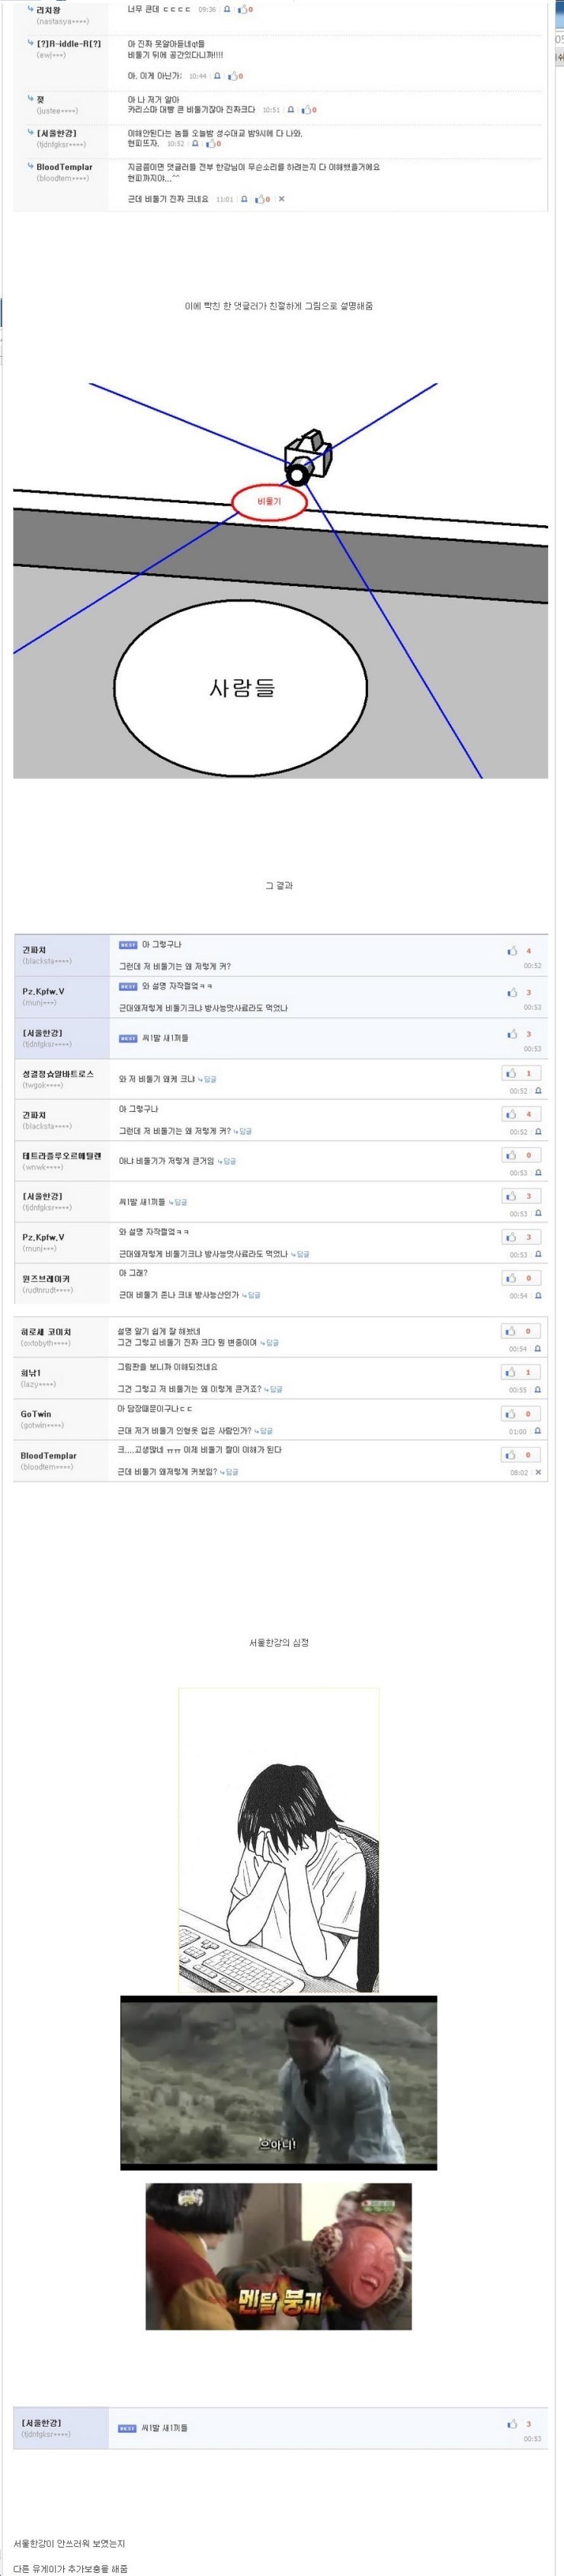 리치왕
(nastasya****)
너무 큰데 ㄷㄷㄷㄷ 09:36 0
[?]R-iddle-R[?]
(ewj***)
아 진짜 못알아듣네qt들
비둘기 뒤에 공간있다니까!!!!
아, 이게 아닌가; 10:44 0
젖
(justee****)
아 나 저거 알아
카리스마 대빵 큰 비둘기잖아 진짜크다 10:51 0
[서울한강]
(tjdnfgksr****)
이해안된다는 놈들 오늘밤 성수대교 밤9시에 다 나와,
현피뜨자. 10:52 0
BloodTemplar
(bloodtem****)
지금쯤이면 댓글러들 전부 한강님이 무슨소리를 하려는지 다 이해했을거에요
현피까지야,..^^
근데 비둘기 진짜 크네요 11:01 0
이에 빡친 한 댓글러가 친절하게 그림으로 설명해줌
비둘기
사람들
그 결과
긴파치
(blacksta****)
BEST 아 그렇구나
그런데 저 비둘기는 왜 저렇게 커?
4
00:52
Pz.Kpfw.V
(munj***)
BEST 와 설명 자작쩔엌ㅋㅋ
근대왜저렇게 비둘기크냐 방사능맛사료라도 먹었나
3
00:53
[서울한강]
(tjdnfgksr****)
BEST 씨1발 새1끼들
3
00:53
성결정☆알바트로스
(twgok****)
와 저 비둘기 왜케 크냐 답글
1
00:52
긴파치
(blacksta****)
아 그렇구나
그런데 저 비둘기는 왜 저렇게 커? 답글
4
00:52
테트라플루오르에틸렌
(wnwk****)
아냐 비둘기가 저렇게 큰거임 답글
0
00:53
[서울한강]
(tjdnfgksr****)
씨1발 새1끼들 답글
3
00:53
Pz.Kpfw.V
(munj***)
와 설명 자작쩔엌ㅋㅋ
근대왜저렇게 비둘기크냐 방사능맛사료라도 먹었나 답글
3
00:53
윈즈브레이커
(rudtnrudt****)
아 그래?
근대 비둘기 존나 크내 방사능산인가 답글
0
00:54
히로세 코이치
(oxtobyth****)
설명 알기 쉽게 잘 해놨네
그건 그렇고 비둘기 진짜 크다 뭔 변종이여 답글
0
00:54
희낚1
(lazy****)
그림판을 보니까 이해되겠네요
그건 그렇고 저 비둘기는 왜 이렇게 큰거죠? 답글
1
00:55
GoTwin
(gotwin****)
아 담장때문이구나ㄷㄷ
근대 저거 비둘기 인형옷 입은 사람인가? 답글
0
01:00
BloodTemplar
(bloodtem****)
크,...고생많네 ㅠㅠ 이제 비둘기 짤이 이해가 된다
근데 비둘기 왜저렇게 커보임? 답글
0
08:02
서울한강의 심정
으아니!
멘탈 붕괴
[서울한강]
(tjdnfgksr****)
BEST 씨1발 새1끼들
3
00:53
서울한강이 안쓰러워 보였는지
다른 유게이가 추가보충을 해줌